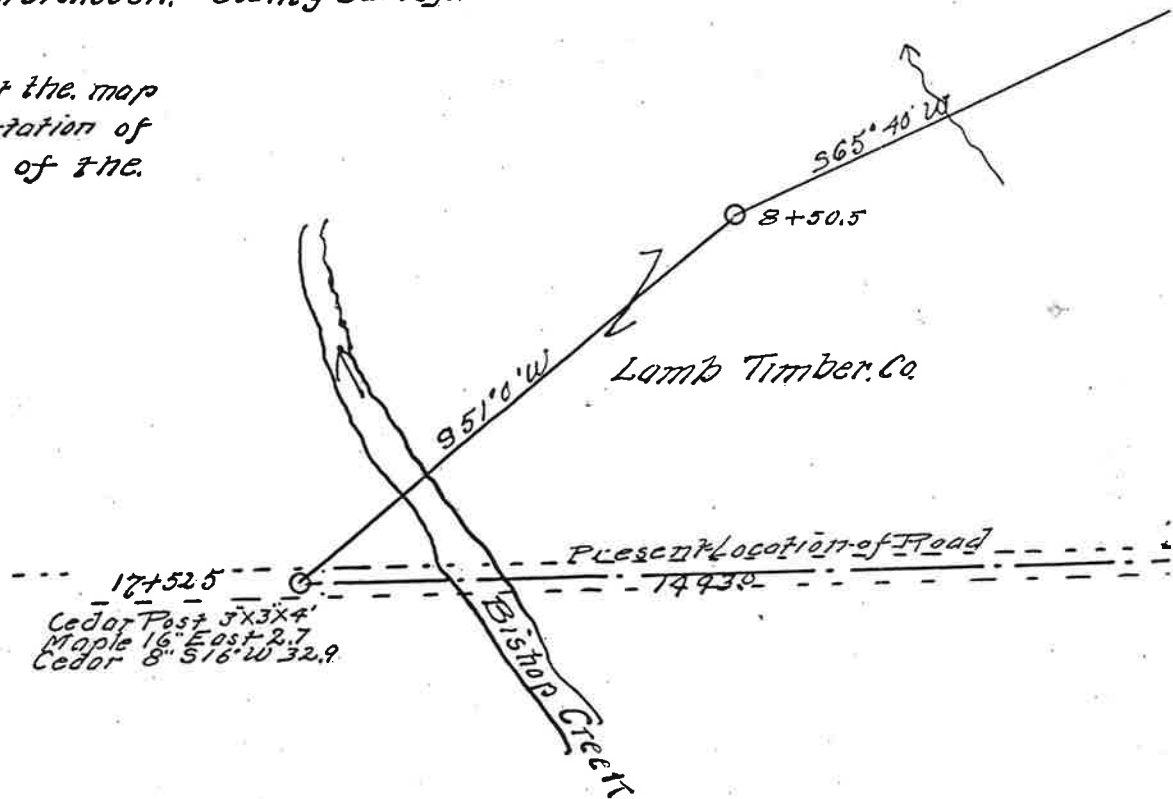 County Surveyor
t the map
tation of
of the.
S65°40'W
8+50.5
Lamb Timber. Co.
S51°0'W
Present Location of Road
1493.0
17+52.5
Cedar Post 3"x3"x4'
Maple 16" East 2.7
Cedar 8" S16°W 32.9
Bishop Creek